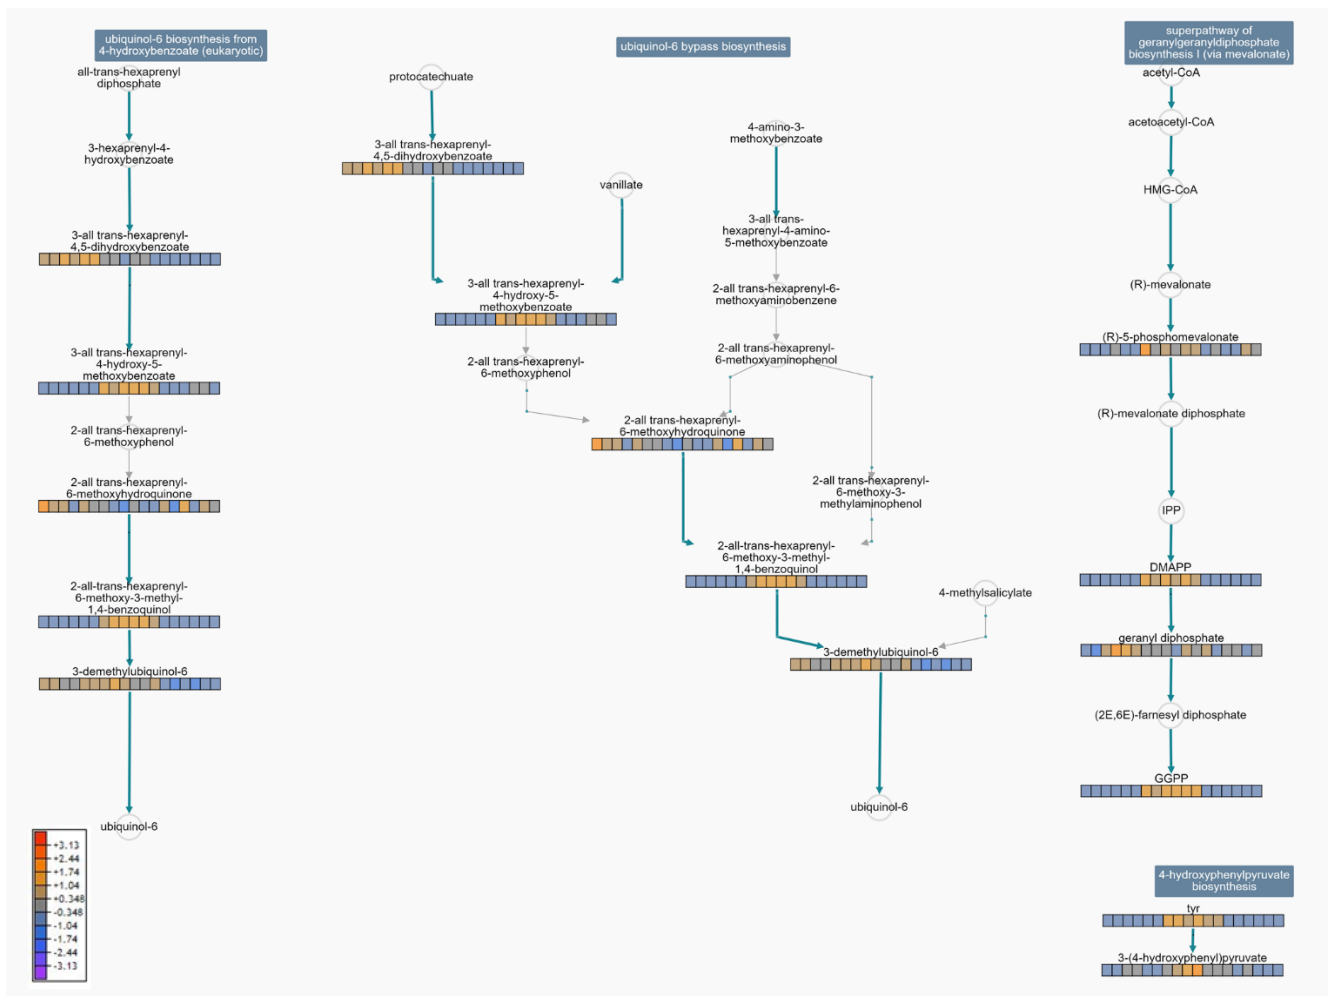 ubiquinol-6 biosynthesis from
4-hydroxybenzoate (eukaryotic)
all-trans-hexaprenyl
diphosphate
3-hexaprenyl-4-
hydroxybenzoate
3-all trans-hexaprenyl-
4,5-dihydroxybenzoate
3-all trans-hexaprenyl-
4-hydroxy-5-
methoxybenzoate
2-all trans-hexaprenyl-
6-methoxyphenol
2-all trans-hexaprenyl-
6-methoxyhydroquinone
2-all-trans-hexaprenyl-
6-methoxy-3-methyl-
1,4-benzoquinol
3-demethylubiquinol-6
ubiquinol-6
+3.13
+2.44
+1.74
+1.04
+0.348
-0.348
-1.04
-1.74
-2.44
-3.13
ubiquinol-6 bypass biosynthesis
protocatechuate
3-all trans-hexaprenyl-
4,5-dihydroxybenzoate
vanillate
4-amino-3-
methoxybenzoate
3-all trans-
hexaprenyl-4-amino-
5-methoxybenzoate
3-all trans-hexaprenyl-
4-hydroxy-5-
methoxybenzoate
2-all trans-hexaprenyl-6-
methoxyaminobenzene
2-all trans-hexaprenyl-
6-methoxyphenol
2-all trans-hexaprenyl-
6-methoxyaminophenol
2-all trans-hexaprenyl-
6-methoxyhydroquinone
2-all trans-hexaprenyl-
6-methoxy-3-
methylaminophenol
2-all-trans-hexaprenyl-
6-methoxy-3-methyl-
1,4-benzoquinol
4-methylsalicylate
3-demethylubiquinol-6
ubiquinol-6
superpathway of
geranylgeranyldiphosphate
biosynthesis I (via mevalonate)
acetyl-CoA
acetoacetyl-CoA
HMG-CoA
(R)-mevalonate
(R)-5-phosphomevalonate
(R)-mevalonate diphosphate
IPP
DMAPP
geranyl diphosphate
(2E,6E)-farnesyl diphosphate
GGPP
4-hydroxyphenylpyruvate
biosynthesis
tyr
3-(4-hydroxyphenyl)pyruvate